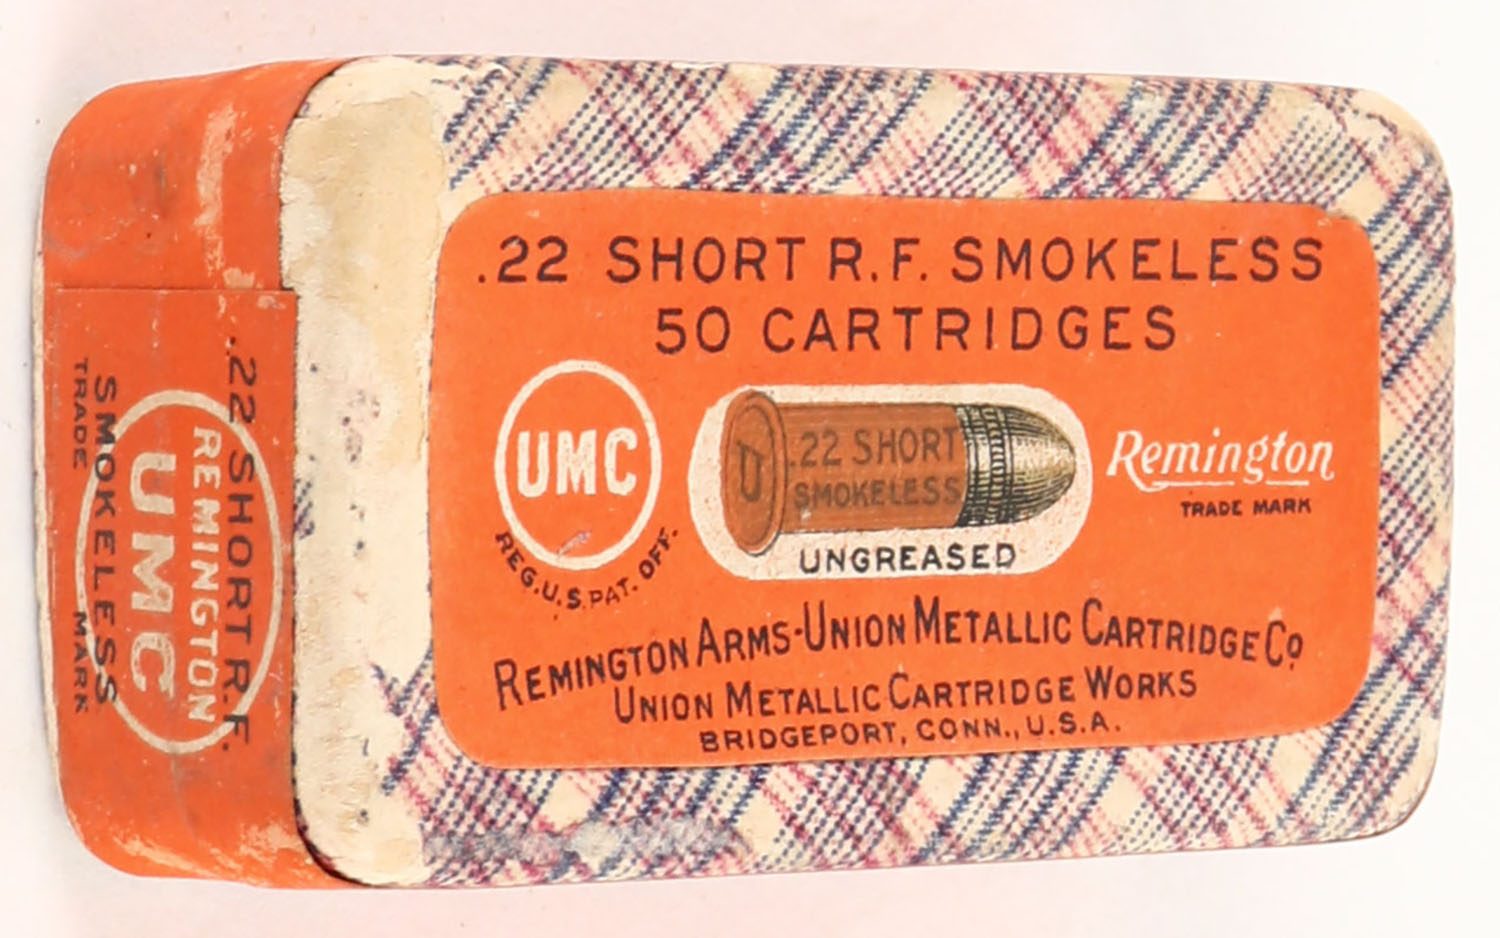 .22 SHORT R.F. SMOKELESS
50 CARTRIDGES
UMC
REG. U.S. PAT. OFF.
.22 SHORT
SMOKELESS
U
UNGREASED
Remington
TRADE MARK
REMINGTON ARMS-UNION METALLIC CARTRIDGE CO
UNION METALLIC CARTRIDGE WORKS
BRIDGEPORT, CONN., U.S.A.
.22 SHORT R.F.
REMINGTON
UMC
SMOKELESS
TRADE MARK